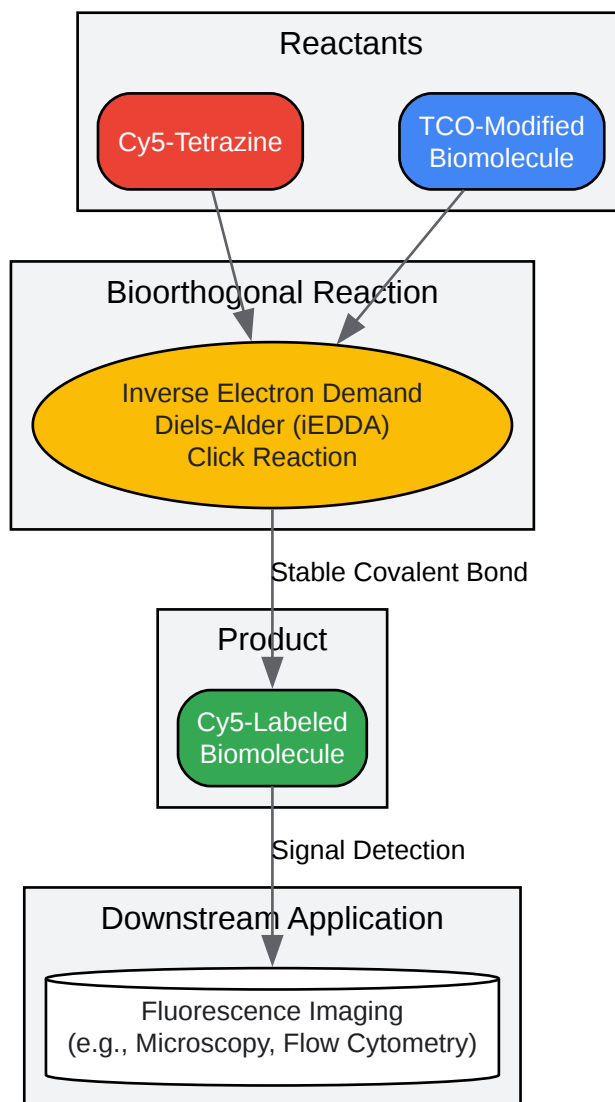 Reactants
Cy5-Tetrazine
TCO-Modified
Biomolecule
Bioorthogonal Reaction
Inverse Electron Demand
Diels-Alder (iEDDA)
Click Reaction
Stable Covalent Bond
Product
Cy5-Labeled
Biomolecule
Signal Detection
Downstream Application
Fluorescence Imaging
(e.g., Microscopy, Flow Cytometry)